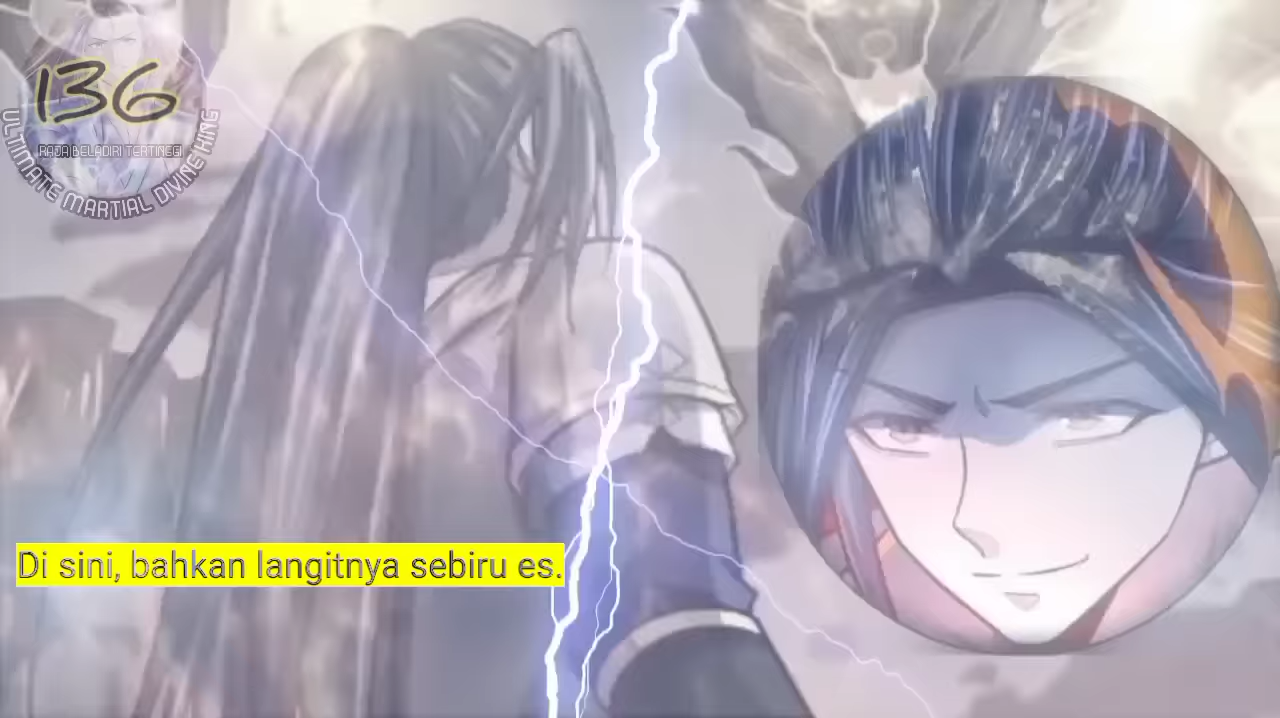 136
RAJA BELADIRI TERTINGGI
ULTIMATE MARTIAL DIVINE KING
Di sini, bahkan langitnya sebiru es.